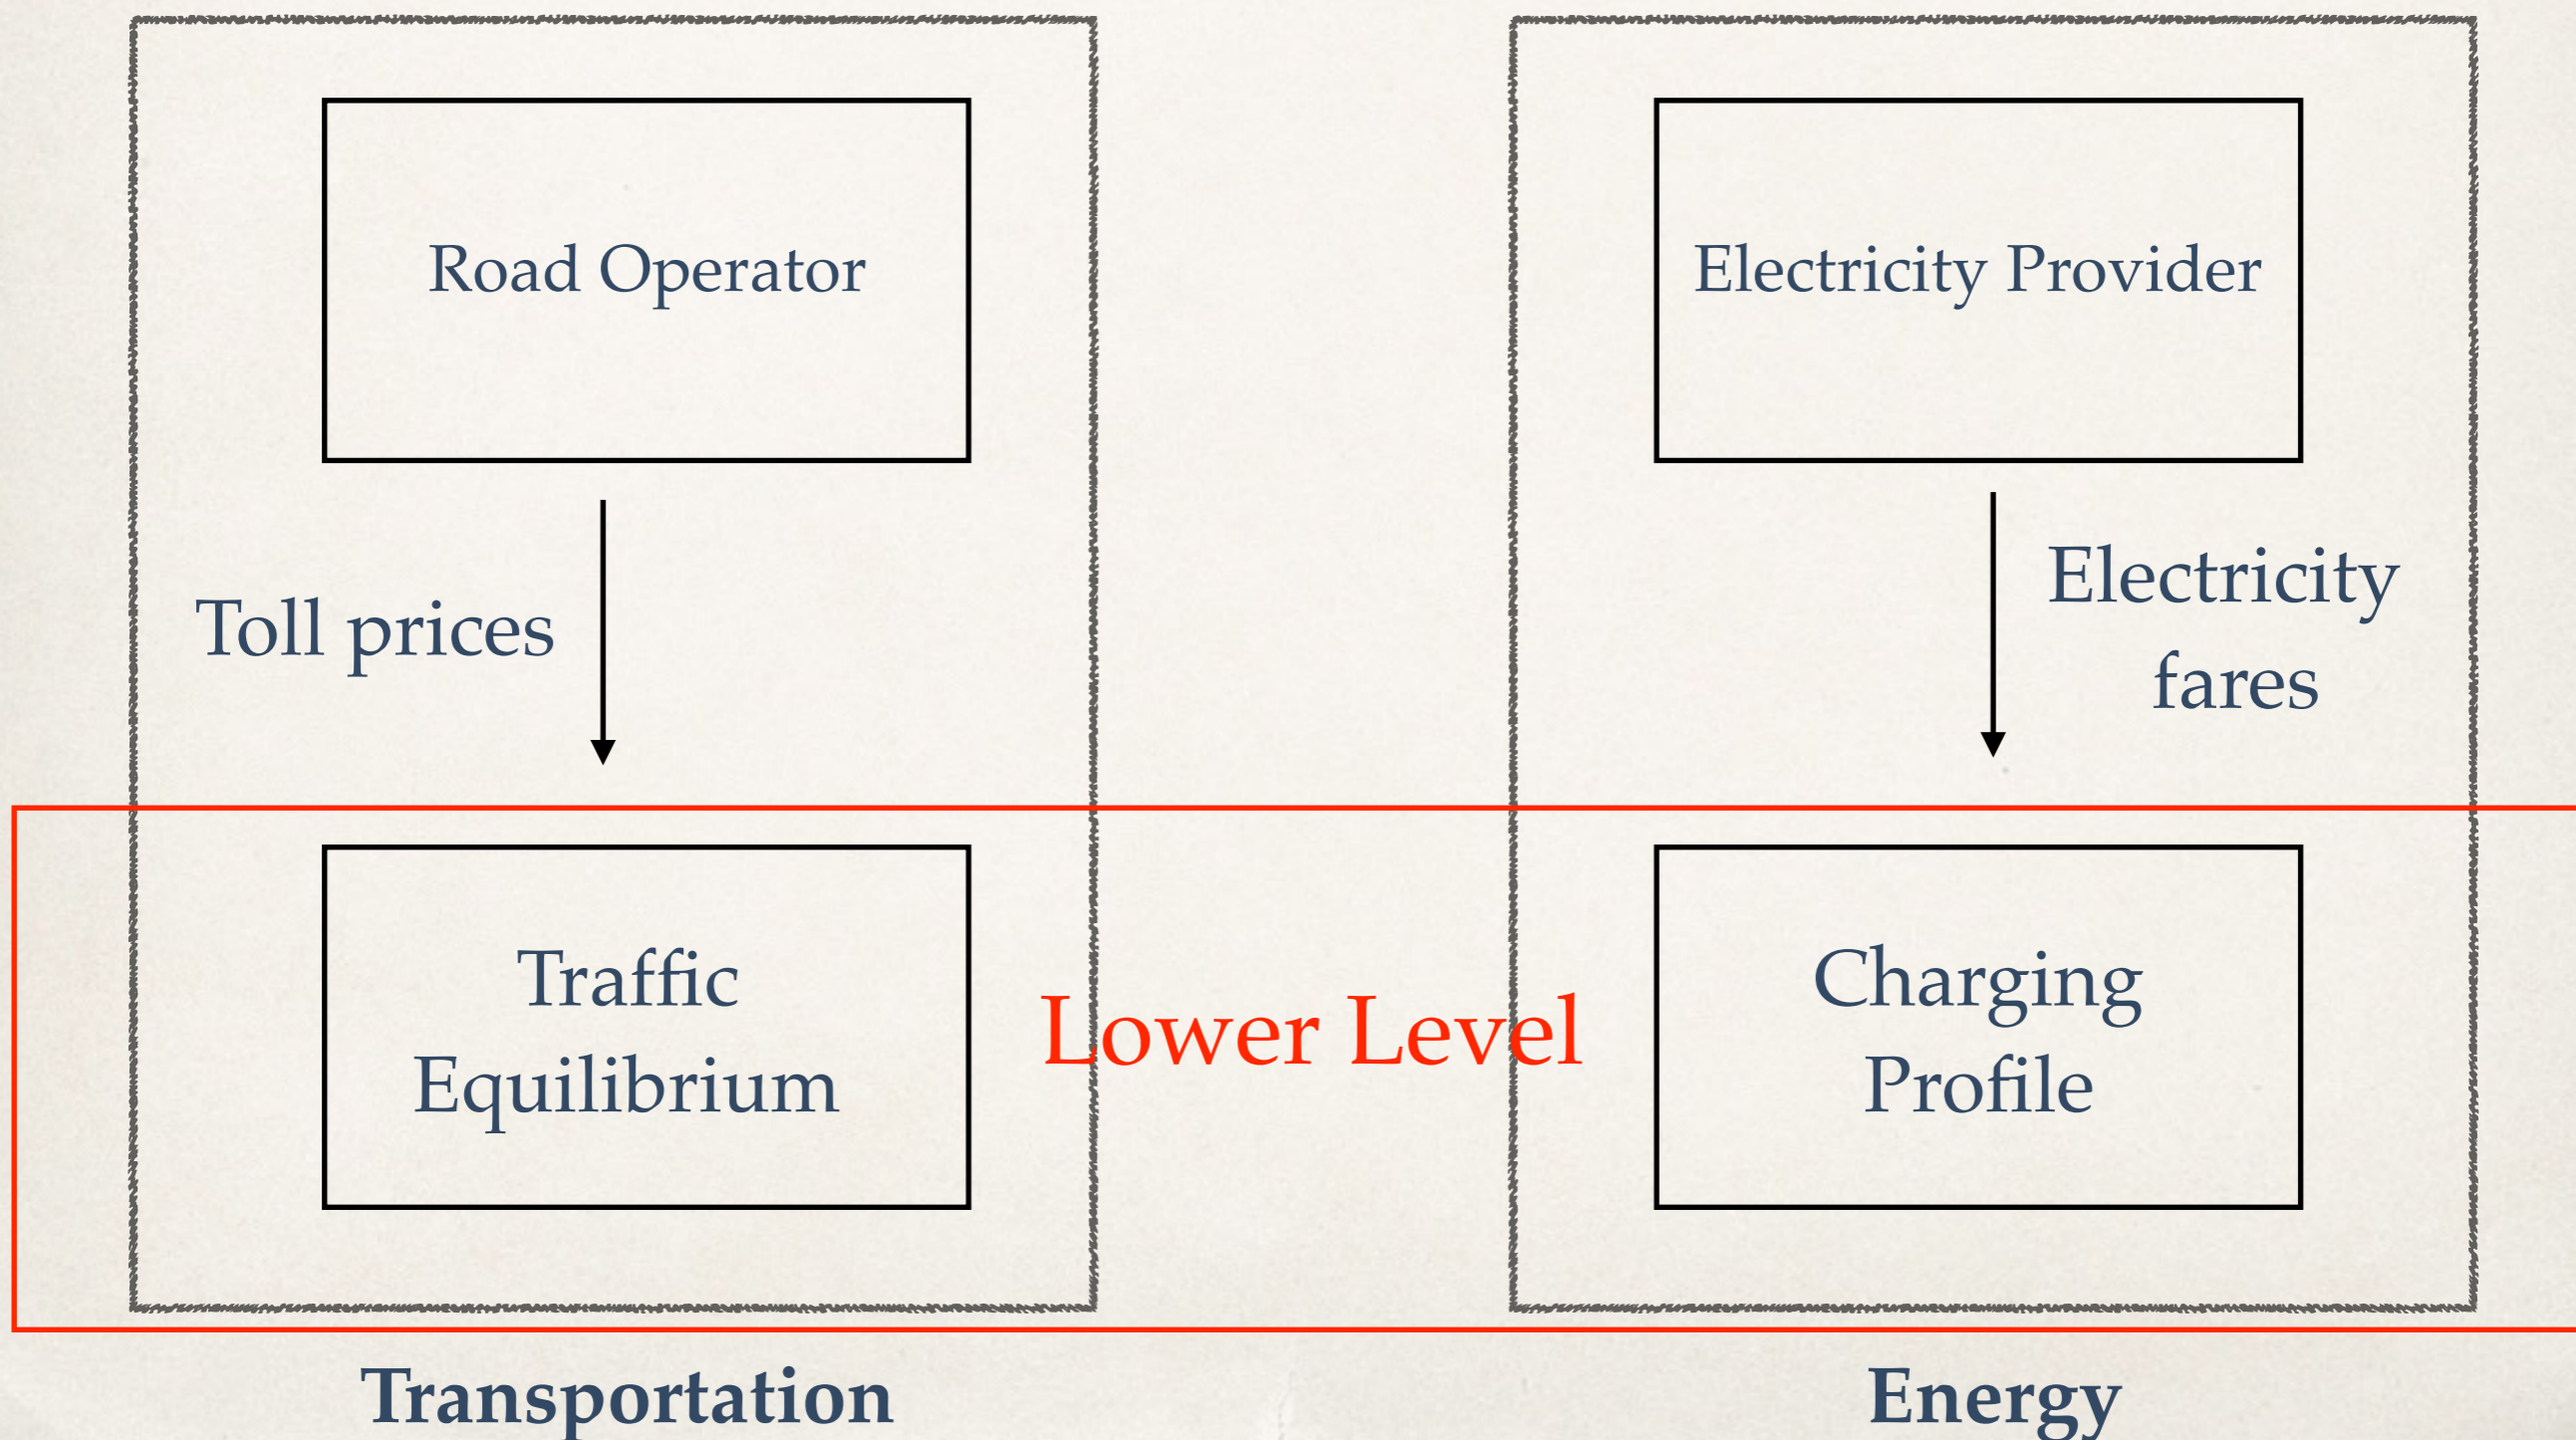 Road Operator
Electricity Provider
Toll prices
Electricity
fares
Traffic
Equilibrium
Lower Level
Charging
Profile
Transportation
Energy